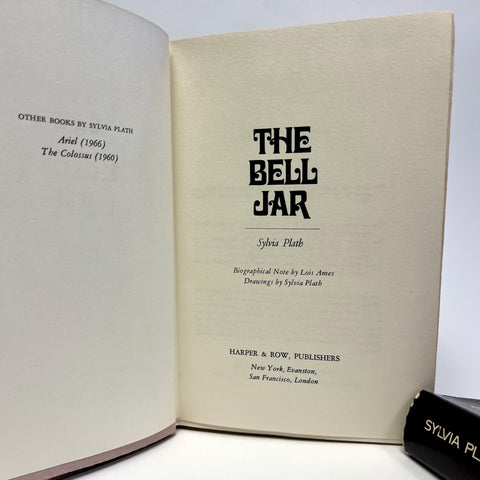 OTHER BOOKS BY SYLVIA PLATH
Ariel (1966)
The Colossus (1960)
THE
BELL
JAR
Sylvia Plath
Biographical Note by Lois Ames
Drawings by Sylvia Plath
HARPER & ROW, PUBLISHERS
New York, Evanston,
San Francisco, London
SYLVIA PL